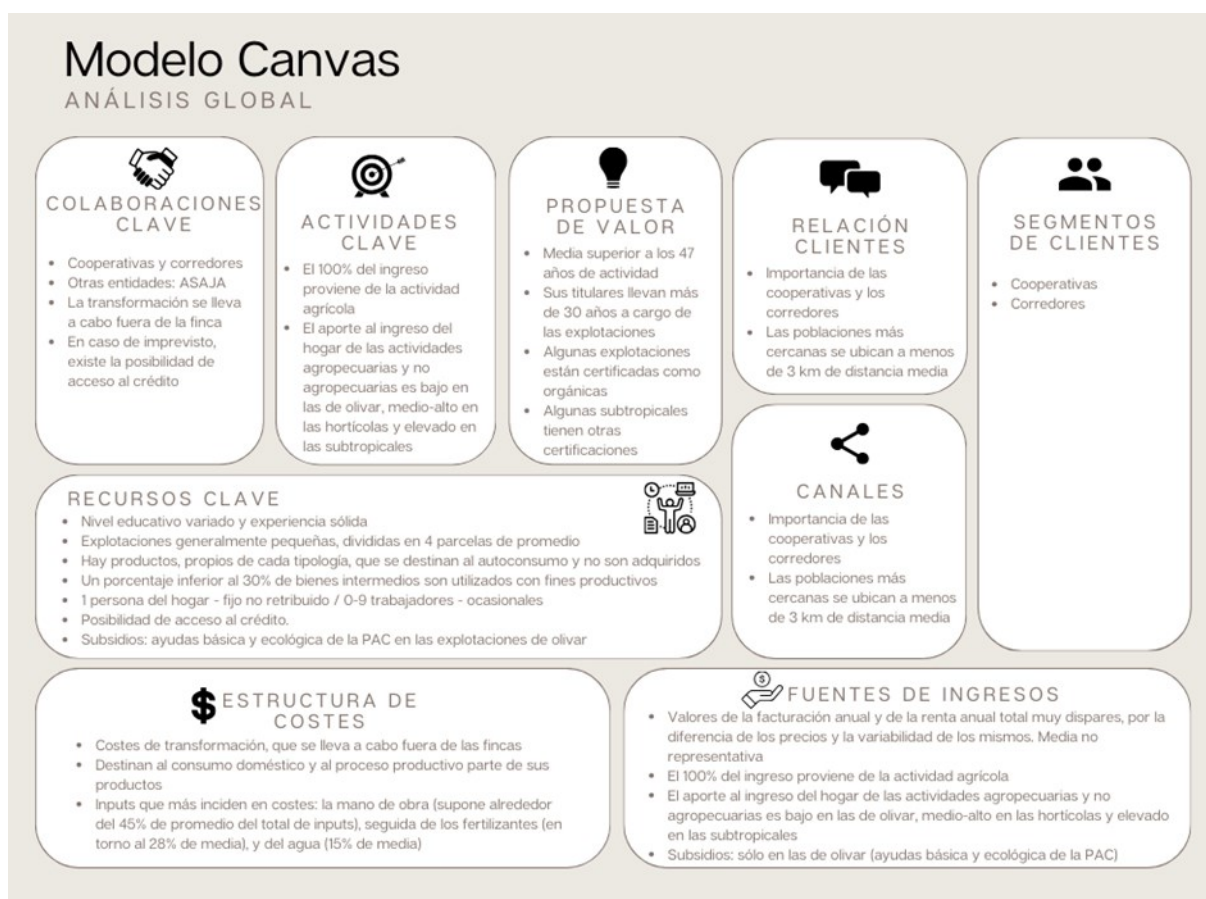 Modelo Canvas
ANÁLISIS GLOBAL
COLABORACIONES
CLAVE
• Cooperativas y corredores
• Otras entidades: ASAJA
• La transformación se lleva
a cabo fuera de la finca
• En caso de imprevisto,
existe la posibilidad de
acceso al crédito
ACTIVIDADES
CLAVE
• El 100% del ingreso
proviene de la actividad
agrícola
• El aporte al ingreso del
hogar de las actividades
agropecuarias y no
agropecuarias es bajo en
las de olivar, medio-alto en
las hortícolas y elevado en
las subtropicales
PROPUESTA
DE VALOR
• Media superior a los 47
años de actividad
• Sus titulares llevan más
de 30 años a cargo de
las explotaciones
• Algunas explotaciones
están certificadas como
orgánicas
• Algunas subtropicales
tienen otras
certificaciones
RELACIÓN
CLIENTES
• Importancia de las
cooperativas y los
corredores
• Las poblaciones más
cercanas se ubican a menos
de 3 km de distancia media
SEGMENTOS
DE CLIENTES
• Cooperativas
• Corredores
CANALES
• Importancia de las
cooperativas y los
corredores
• Las poblaciones más
cercanas se ubican a menos
de 3 km de distancia media
RECURSOS CLAVE
• Nivel educativo variado y experiencia sólida
• Explotaciones generalmente pequeñas, divididas en 4 parcelas de promedio
• Hay productos, propios de cada tipología, que se destinan al autoconsumo y no son adquiridos
• Un porcentaje inferior al 30% de bienes intermedios son utilizados con fines productivos
• 1 persona del hogar - fijo no retribuido / 0-9 trabajadores - ocasionales
• Posibilidad de acceso al crédito.
• Subsidios: ayudas básica y ecológica de la PAC en las explotaciones de olivar
$ ESTRUCTURA DE
COSTES
• Costes de transformación, que se lleva a cabo fuera de las fincas
• Destinan al consumo doméstico y al proceso productivo parte de sus
productos
• Inputs que más inciden en costes: la mano de obra (supone alrededor
del 45% de promedio del total de inputs), seguida de los fertilizantes (en
torno al 28% de media), y del agua (15% de media)
$ FUENTES DE INGRESOS
• Valores de la facturación anual y de la renta anual total muy dispares, por la
diferencia de los precios y la variabilidad de los mismos. Media no
representativa
• El 100% del ingreso proviene de la actividad agrícola
• El aporte al ingreso del hogar de las actividades agropecuarias y no
agropecuarias es bajo en las de olivar, medio-alto en las hortícolas y elevado
en las subtropicales
• Subsidios: sólo en las de olivar (ayudas básica y ecológica de la PAC)